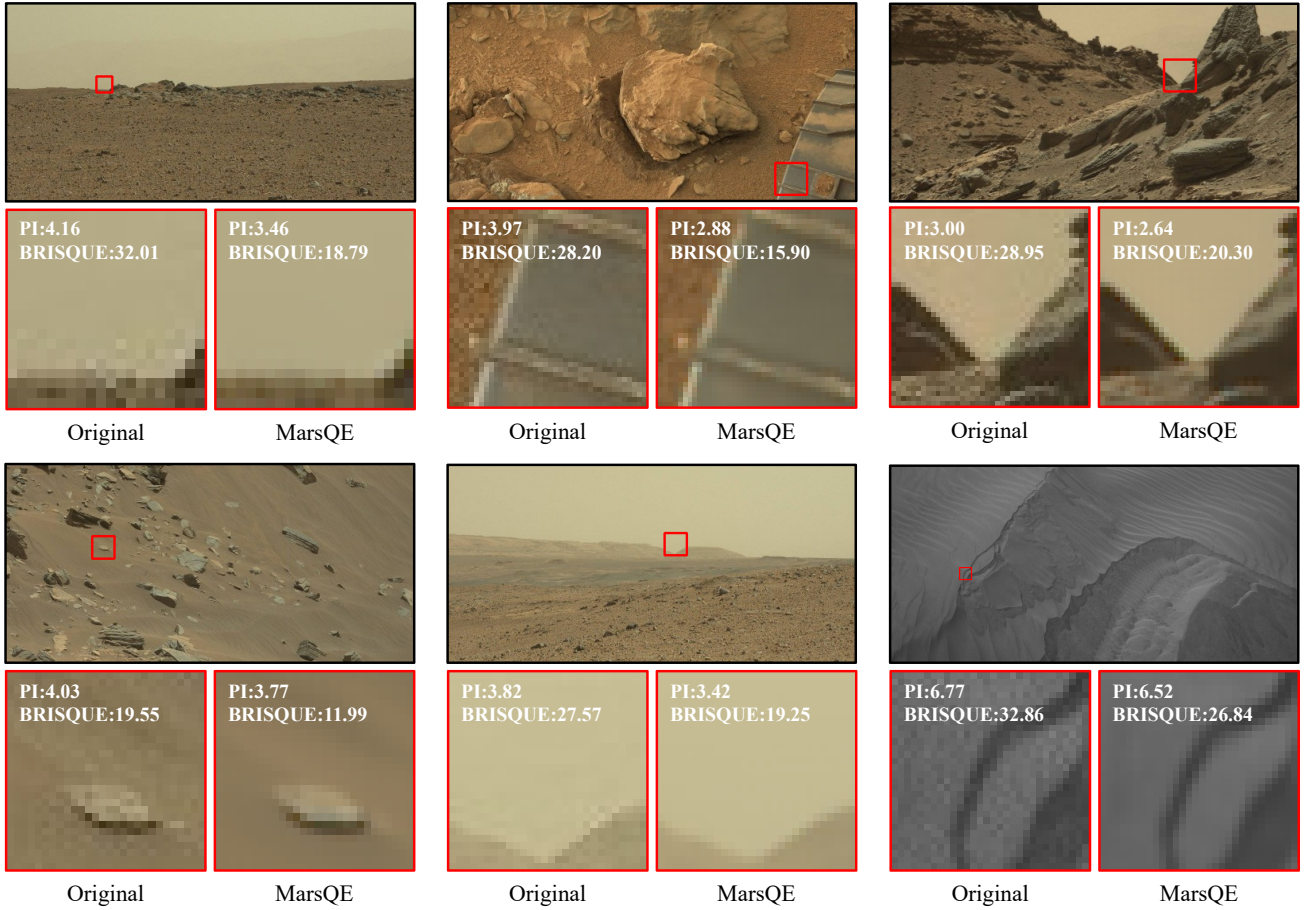 PI:4.16
BRISQUE:32.01
PI:3.46
BRISQUE:18.79
PI:3.97
BRISQUE:28.20
PI:2.88
BRISQUE:15.90
PI:3.00
BRISQUE:28.95
PI:2.64
BRISQUE:20.30
Original
MarsQE
Original
MarsQE
Original
MarsQE
PI:4.03
BRISQUE:19.55
PI:3.77
BRISQUE:11.99
PI:3.82
BRISQUE:27.57
PI:3.42
BRISQUE:19.25
PI:6.77
BRISQUE:32.86
PI:6.52
BRISQUE:26.84
Original
MarsQE
Original
MarsQE
Original
MarsQE